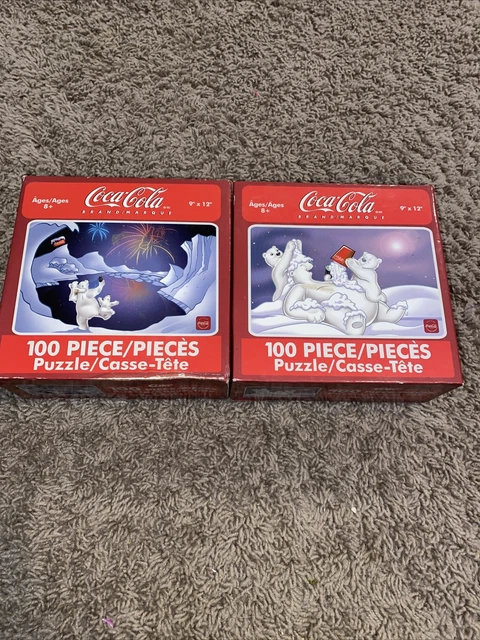 Âges/Ages
8+
Coca-Cola
BRAND/MARQUE
9" x 12"
100 PIECE/PIECÈS
Puzzle/Casse-Tête
Âges/Ages
8+
Coca-Cola
BRAND/MARQUE
9" x 12"
100 PIECE/PIECÈS
Puzzle/Casse-Tête